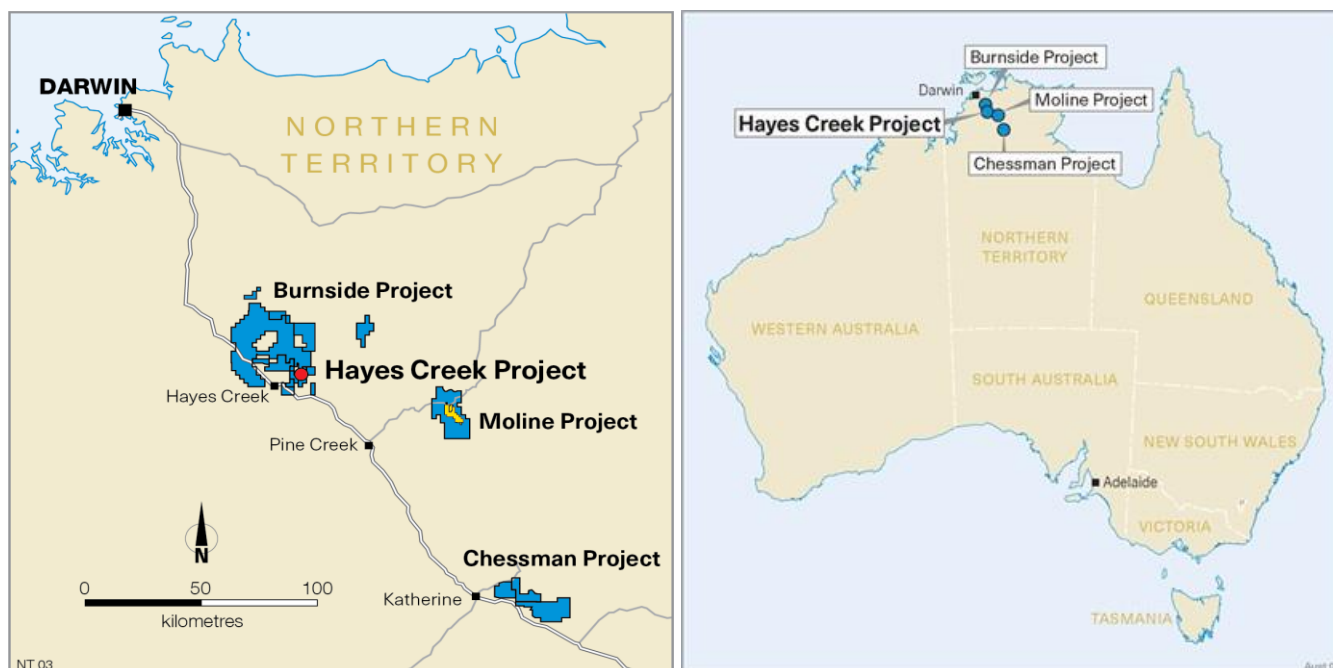 DARWIN
NORTHERN
TERRITORY
Burnside Project
Hayes Creek Project
Hayes Creek
Moline Project
Pine Creek
N
Chessman Project
0 50 100
kilometres
Katherine
NT 03
Burnside Project
Darwin
Moline Project
Hayes Creek Project
Chessman Project
NORTHERN
TERRITORY
QUEENSLAND
WESTERN AUSTRALIA
SOUTH AUSTRALIA
NEW SOUTH WALES
Adelaide
VICTORIA
TASMANIA